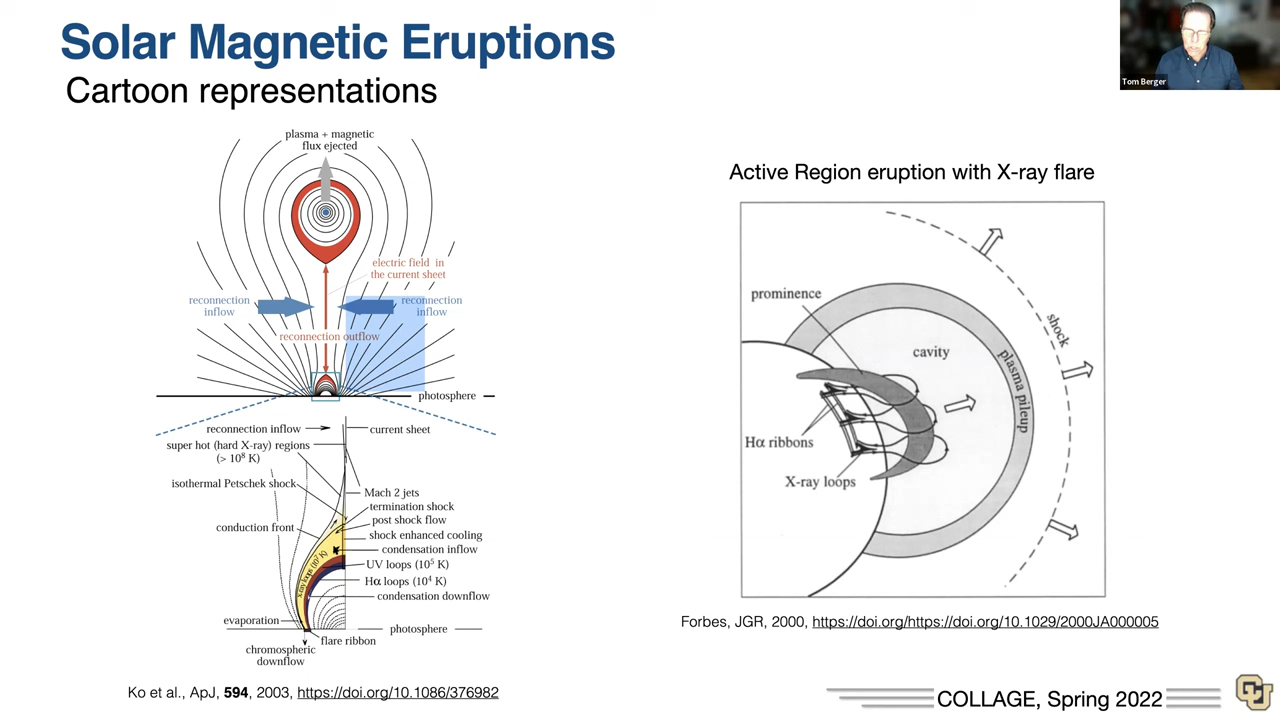 Solar Magnetic Eruptions
Cartoon representations
Tom Berger
plasma + magnetic
flux ejected
electric field in
the current sheet
reconnection
inflow
reconnection
inflow
reconnection outflow
photosphere
reconnection inflow
current sheet
super hot (hard X-ray) regions
(> 10⁸ K)
isothermal Petschek shock
Mach 2 jets
termination shock
post shock flow
conduction front
shock enhanced cooling
condensation inflow
x-ray loops (10⁷ K)
UV loops (10⁵ K)
Hα loops (10⁴ K)
condensation downflow
evaporation
photosphere
flare ribbon
chromospheric
downflow
Ko et al., ApJ, 594, 2003, https://doi.org/10.1086/376982
Active Region eruption with X-ray flare
prominence
cavity
shock
plasma pileup
Hα ribbons
X-ray loops
Forbes, JGR, 2000, https://doi.org/https://doi.org/10.1029/2000JA000005
COLLAGE, Spring 2022
CU